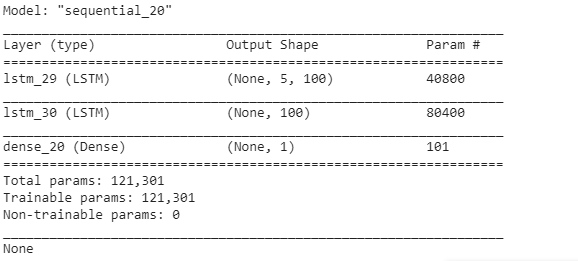 Model: "sequential_20"
Layer (type) Output Shape Param #
lstm_29 (LSTM) (None, 5, 100) 40800
lstm_30 (LSTM) (None, 100) 80400
dense_20 (Dense) (None, 1) 101
Total params: 121,301
Trainable params: 121,301
Non-trainable params: 0
None